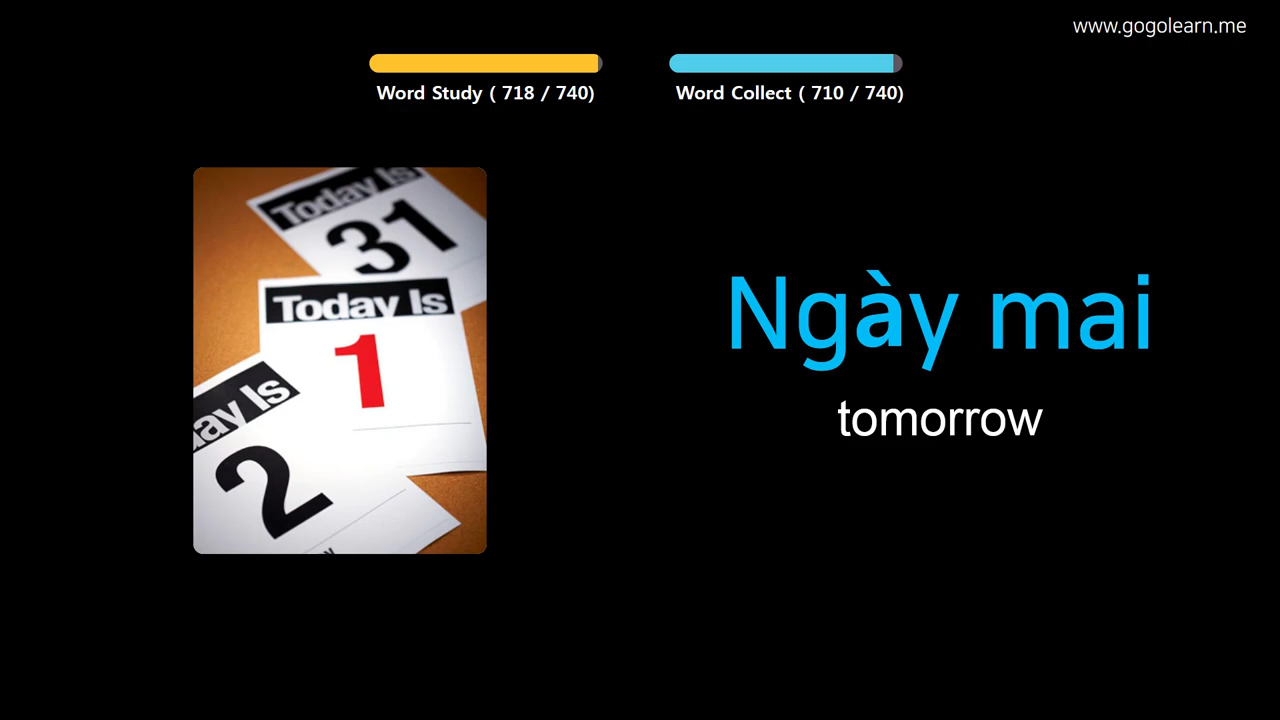 www.gogolearn.me
Word Study ( 718 / 740)
Word Collect ( 710 / 740)
Today Is
31
Today Is
1
ay Is
2
Ngày mai
tomorrow